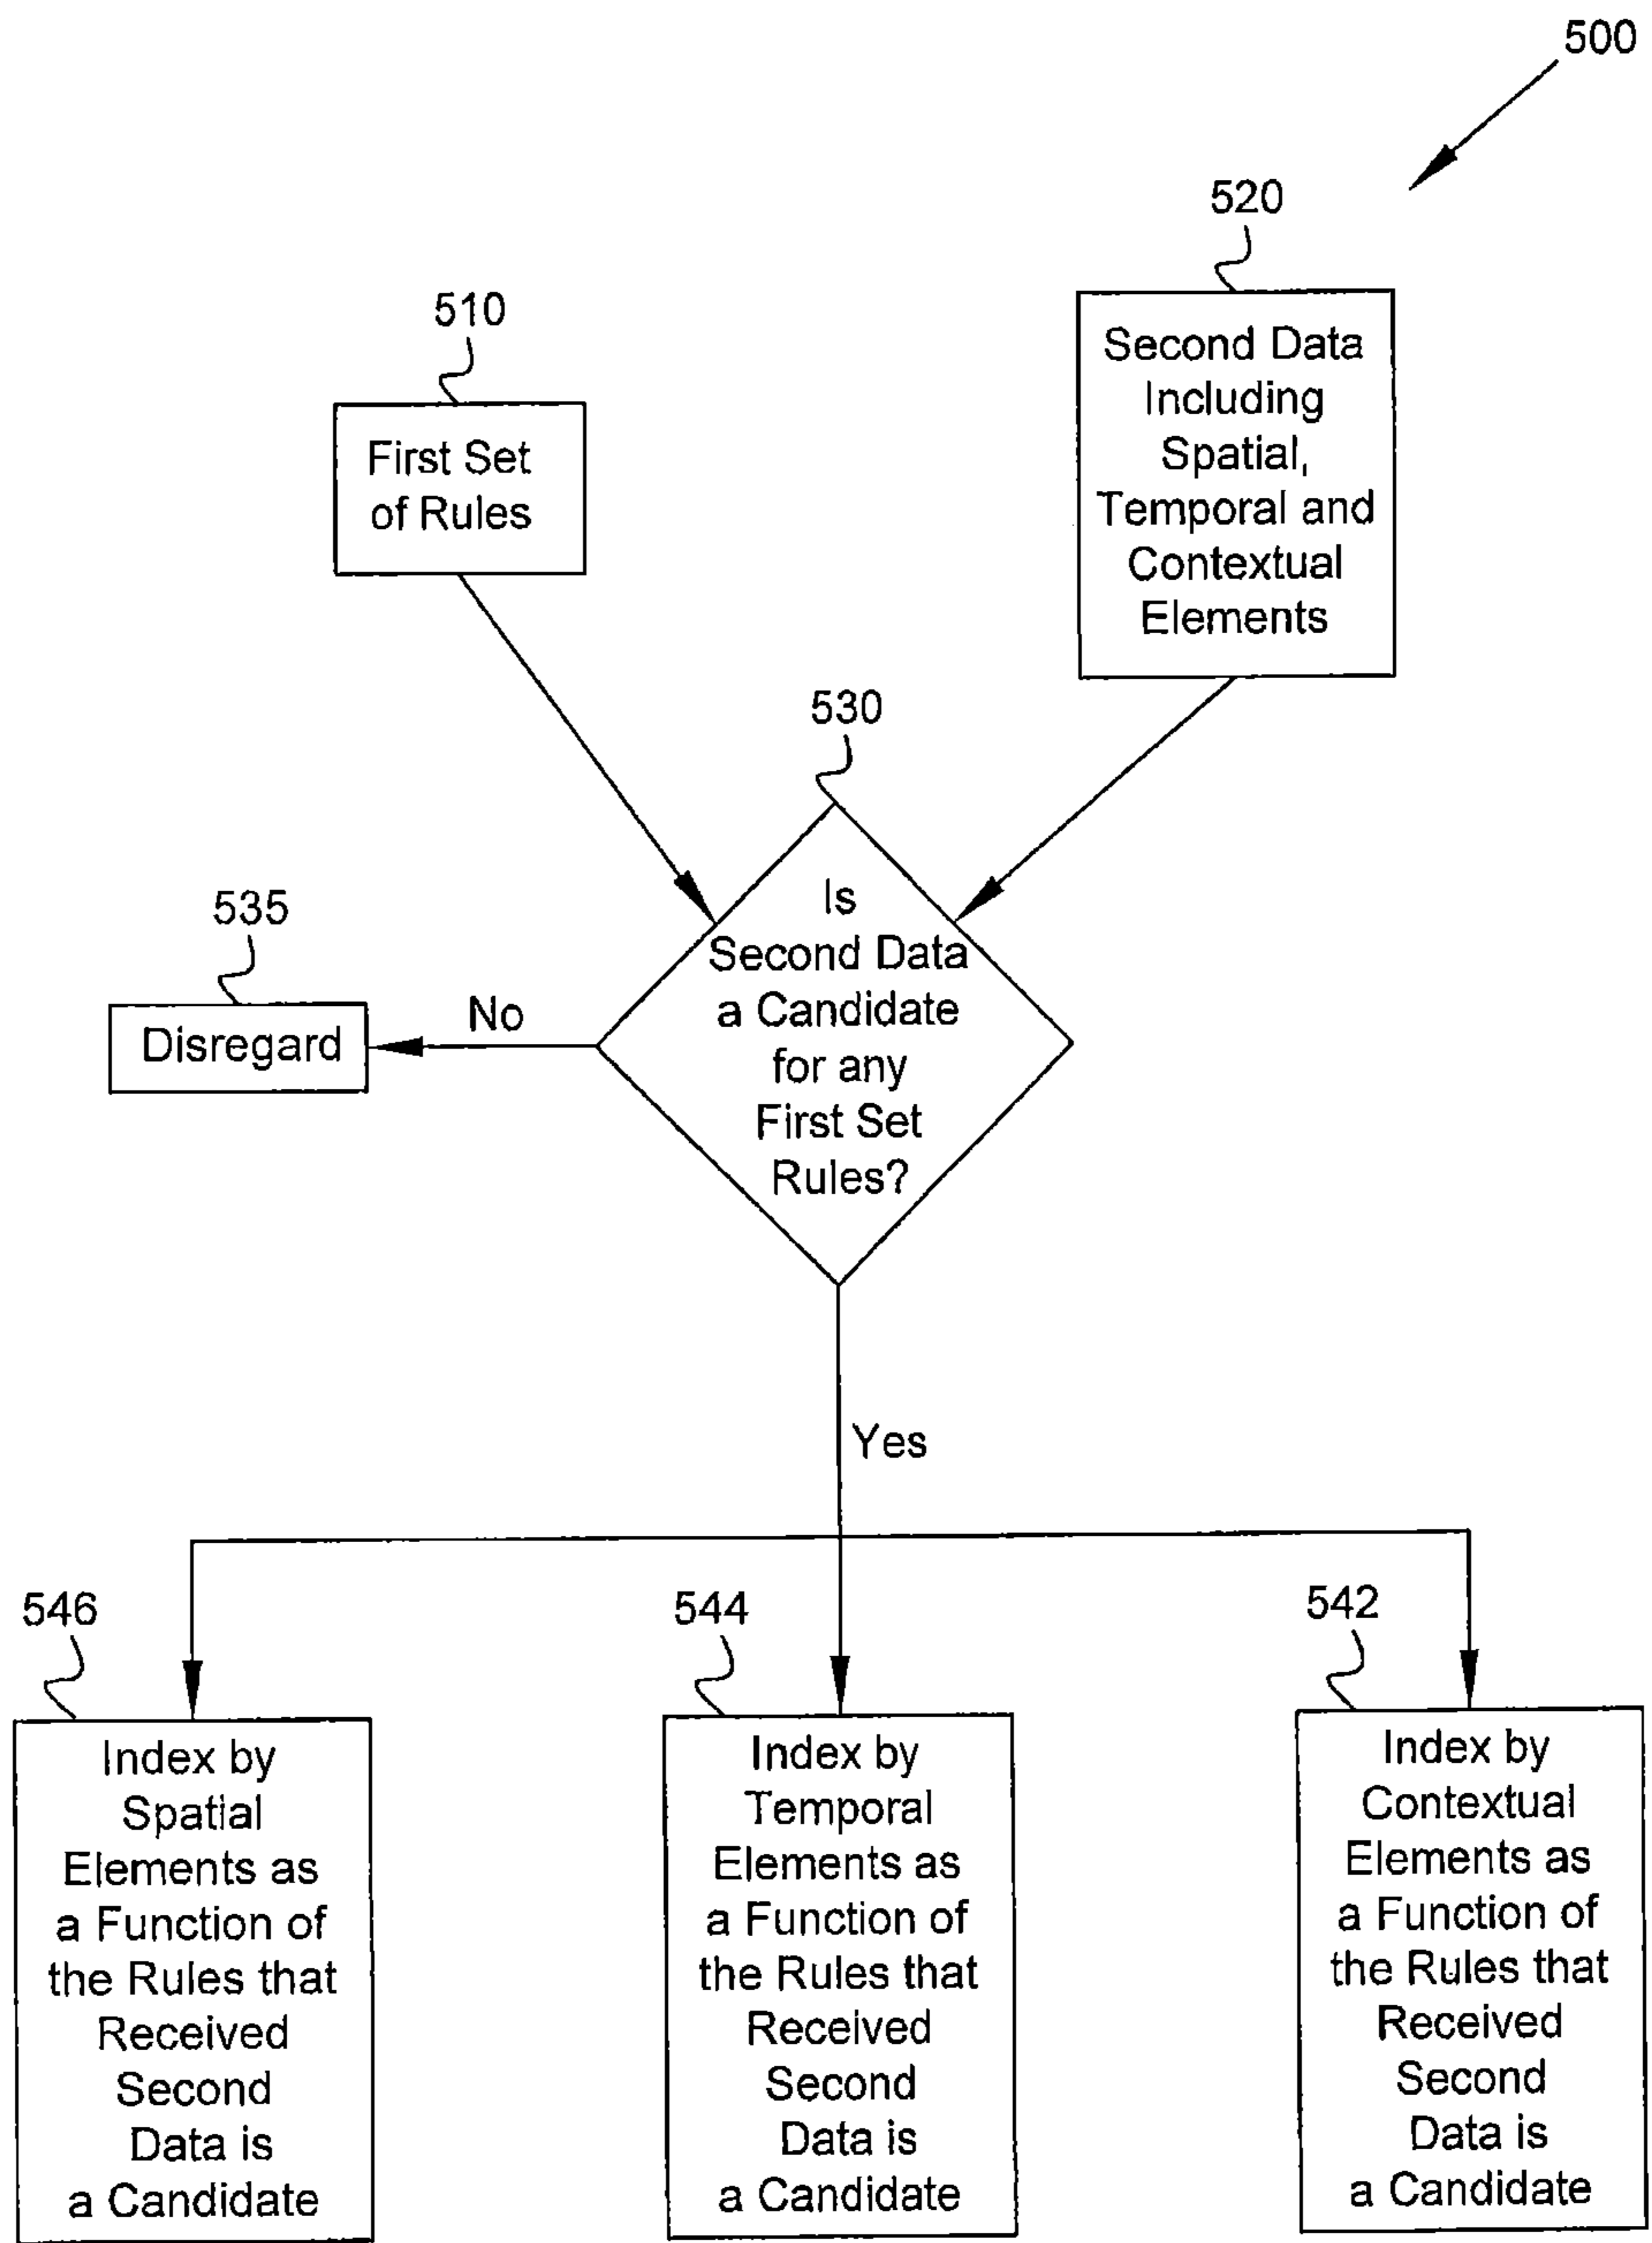 500
520
Second Data
Including
Spatial,
Temporal and
Contextual
Elements
510
First Set
of Rules
530
Is
Second Data
a Candidate
for any
First Set
Rules?
535
Disregard
No
Yes
546
Index by
Spatial
Elements as
a Function of
the Rules that
Received
Second
Data is
a Candidate
544
Index by
Temporal
Elements as
a Function of
the Rules that
Received
Second
Data is
a Candidate
542
Index by
Contextual
Elements as
a Function of
the Rules that
Received
Second
Data is
a Candidate